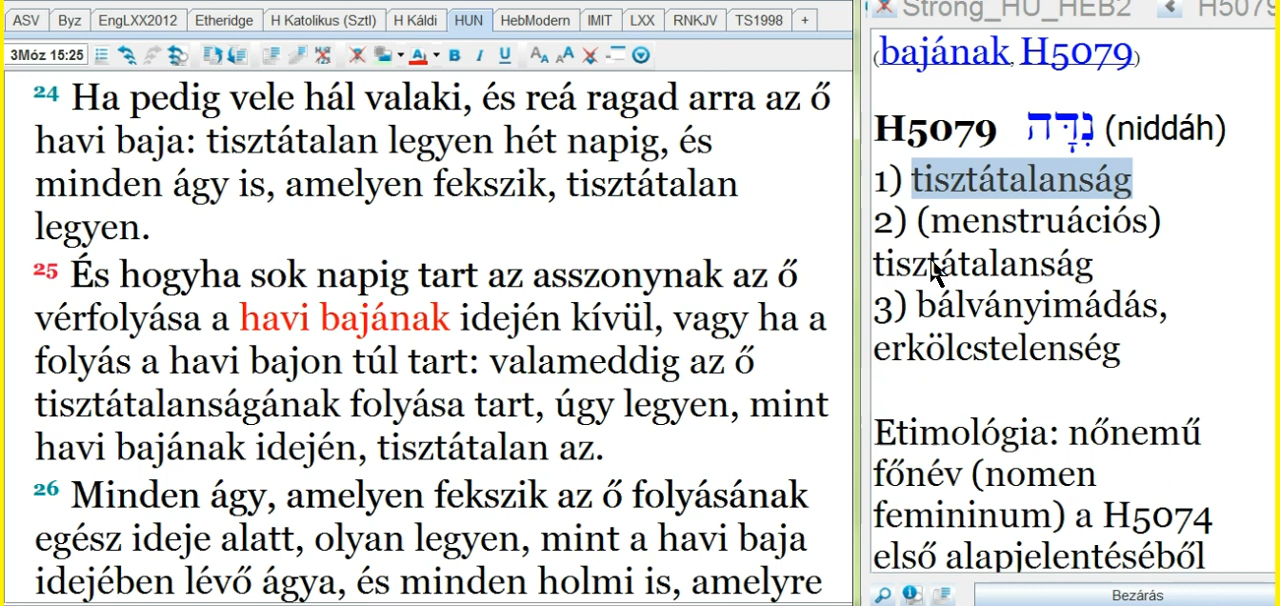 ASV Byz EngLXX2012 Etheridge H Katolikus (Sztl) H Káldi HUN HebModern IMIT LXX RNKJV TS1998 +
3Móz 15:25
24 Ha pedig vele hál valaki, és reá ragad arra az ő
havi baja: tisztátalan legyen hét napig, és
minden ágy is, amelyen fekszik, tisztátalan
legyen.
25 És hogyha sok napig tart az asszonynak az ő
vérfolyása a havi bajának idején kívül, vagy ha a
folyás a havi bajon túl tart: valameddig az ő
tisztátalanságának folyása tart, úgy legyen, mint
havi bajának idején, tisztátalan az.
26 Minden ágy, amelyen fekszik az ő folyásának
egész ideje alatt, olyan legyen, mint a havi baja
idejében lévő ágya, és minden holmi is, amelyre
Strong_HU_HEB2 H5079
(bajának, H5079)
H5079 נִדָּה (niddáh)
1) tisztátalanság
2) (menstruációs)
tisztátalanság
3) bálványimádás,
erkölcstelenség
Etimológia: nőnemű
főnév (nomen
femininum) a H5074
első alapjelentéséből
Bezárás